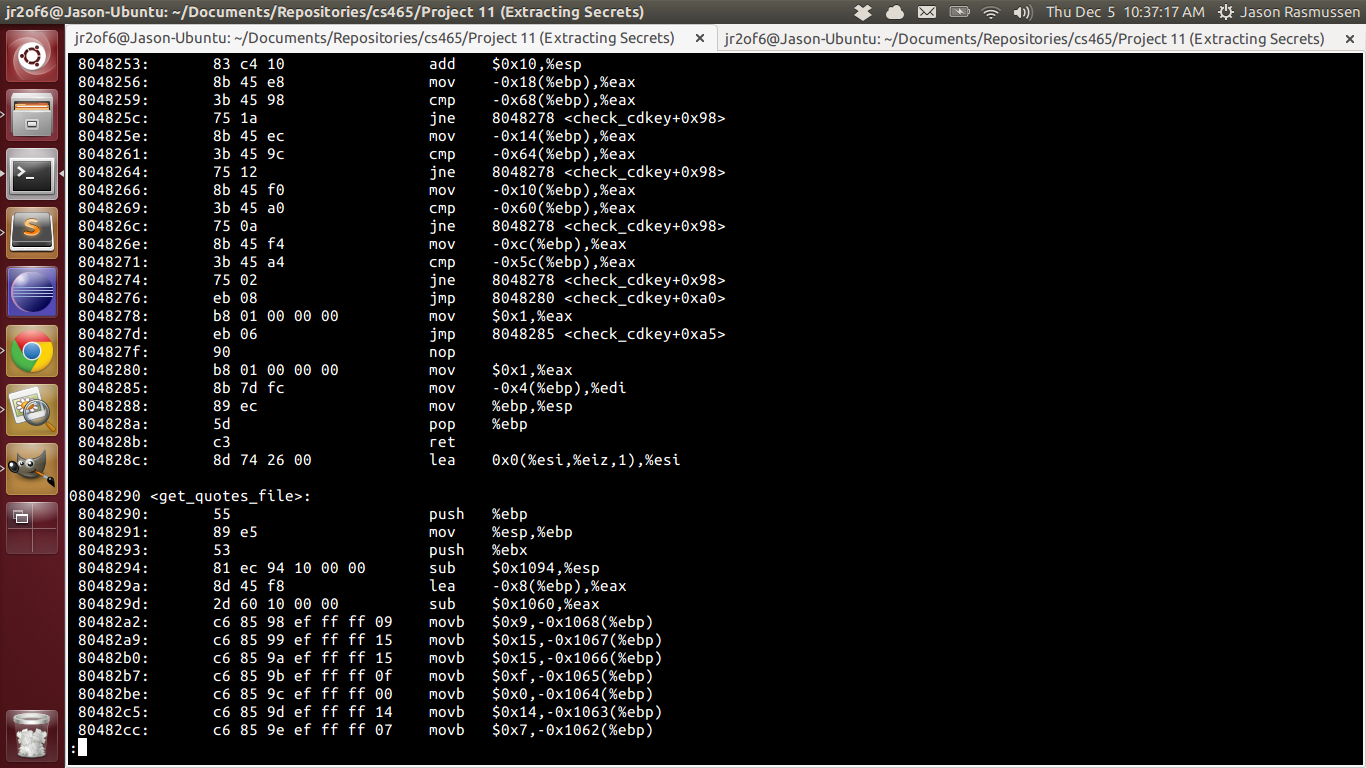 jr2of6@Jason-Ubuntu: ~/Documents/Repositories/cs465/Project 11 (Extracting Secrets) Thu Dec 5 10:37:17 AM Jason Rasmussen
jr2of6@Jason-Ubuntu: ~/Documents/Repositories/cs465/Project 11 (Extracting Secrets) × jr2of6@Jason-Ubuntu: ~/Documents/Repositories/cs465/Project 11 (Extracting Secrets) ×
8048253: 83 c4 10 add $0x10,%esp
8048256: 8b 45 e8 mov -0x18(%ebp),%eax
8048259: 3b 45 98 cmp -0x68(%ebp),%eax
804825c: 75 1a jne 8048278 <check_cdkey+0x98>
804825e: 8b 45 ec mov -0x14(%ebp),%eax
8048261: 3b 45 9c cmp -0x64(%ebp),%eax
8048264: 75 12 jne 8048278 <check_cdkey+0x98>
8048266: 8b 45 f0 mov -0x10(%ebp),%eax
8048269: 3b 45 a0 cmp -0x60(%ebp),%eax
804826c: 75 0a jne 8048278 <check_cdkey+0x98>
804826e: 8b 45 f4 mov -0xc(%ebp),%eax
8048271: 3b 45 a4 cmp -0x5c(%ebp),%eax
8048274: 75 02 jne 8048278 <check_cdkey+0x98>
8048276: eb 08 jmp 8048280 <check_cdkey+0xa0>
8048278: b8 01 00 00 00 mov $0x1,%eax
804827d: eb 06 jmp 8048285 <check_cdkey+0xa5>
804827f: 90 nop
8048280: b8 01 00 00 00 mov $0x1,%eax
8048285: 8b 7d fc mov -0x4(%ebp),%edi
8048288: 89 ec mov %ebp,%esp
804828a: 5d pop %ebp
804828b: c3 ret
804828c: 8d 74 26 00 lea 0x0(%esi,%eiz,1),%esi
08048290 <get_quotes_file>:
8048290: 55 push %ebp
8048291: 89 e5 mov %esp,%ebp
8048293: 53 push %ebx
8048294: 81 ec 94 10 00 00 sub $0x1094,%esp
804829a: 8d 45 f8 lea -0x8(%ebp),%eax
804829d: 2d 60 10 00 00 sub $0x1060,%eax
80482a2: c6 85 98 ef ff ff 09 movb $0x9,-0x1068(%ebp)
80482a9: c6 85 99 ef ff ff 15 movb $0x15,-0x1067(%ebp)
80482b0: c6 85 9a ef ff ff 15 movb $0x15,-0x1066(%ebp)
80482b7: c6 85 9b ef ff ff 0f movb $0xf,-0x1065(%ebp)
80482be: c6 85 9c ef ff ff 00 movb $0x0,-0x1064(%ebp)
80482c5: c6 85 9d ef ff ff 14 movb $0x14,-0x1063(%ebp)
80482cc: c6 85 9e ef ff ff 07 movb $0x7,-0x1062(%ebp)
: